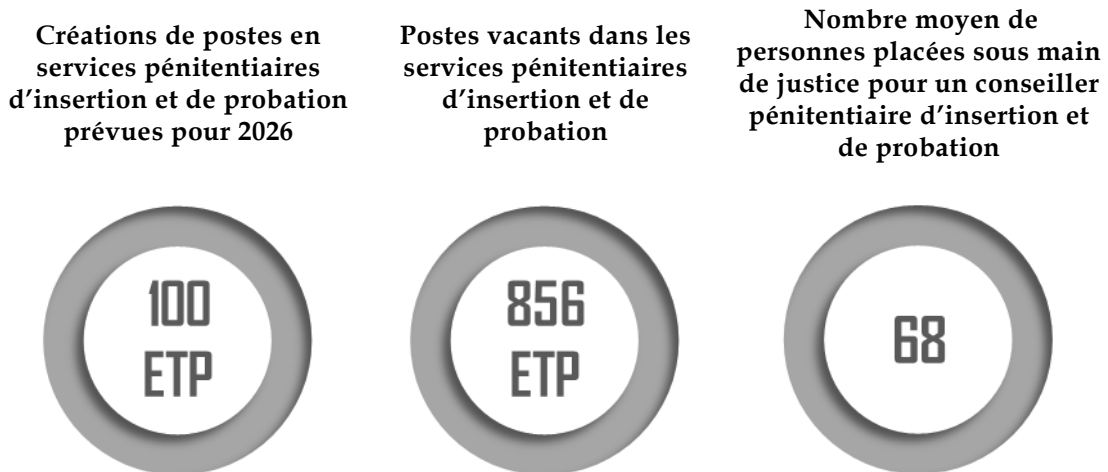 Créations de postes en
services pénitentiaires
d’insertion et de probation
prévues pour 2026
100
ETP
Postes vacants dans les
services pénitentiaires
d’insertion et de
probation
856
ETP
Nombre moyen de
personnes placées sous main
de justice pour un conseiller
pénitentiaire d’insertion et
de probation
68